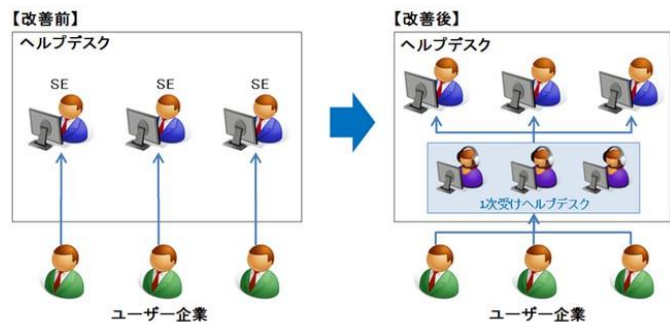 【改善前】
ヘルプデスク
SE
SE
SE
ユーザー企業
【改善後】
ヘルプデスク
1次受けヘルプデスク
ユーザー企業